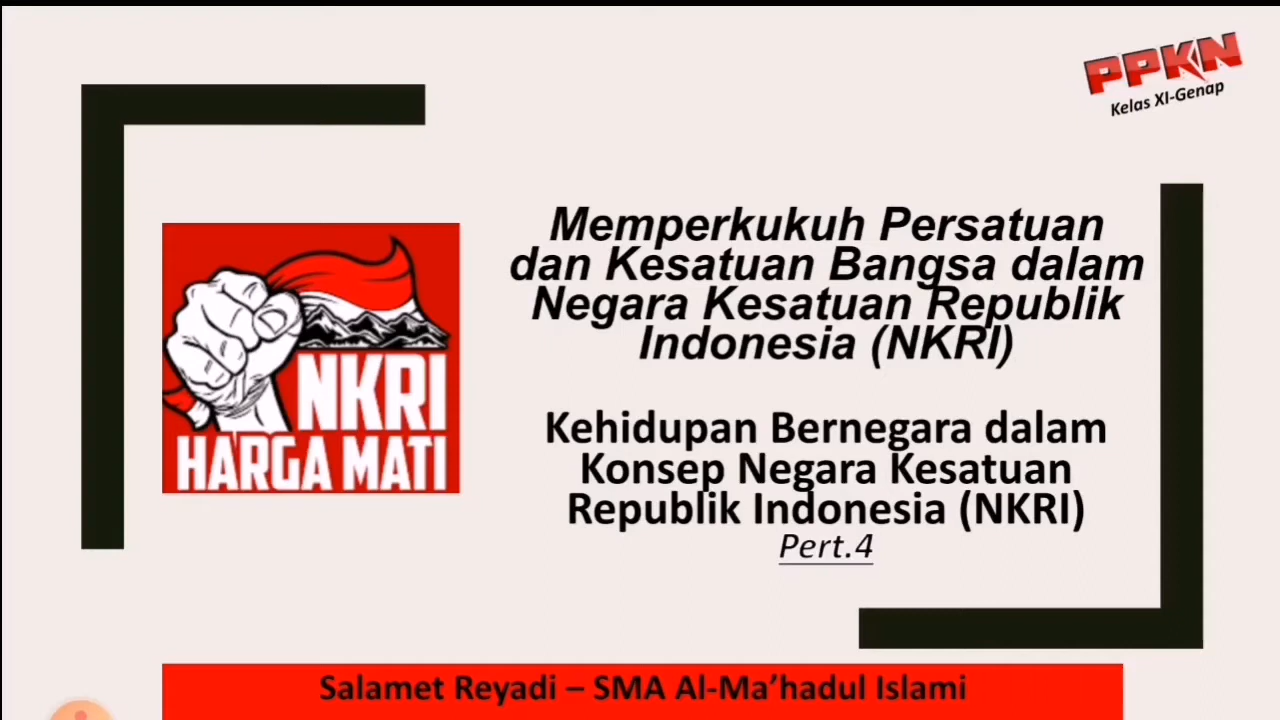 PPKN
Kelas XI-Genap
Memperkukuh Persatuan
dan Kesatuan Bangsa dalam
Negara Kesatuan Republik
Indonesia (NKRI)
NKRI
HARGA MATI
Kehidupan Bernegara dalam
Konsep Negara Kesatuan
Republik Indonesia (NKRI)
Pert.4
Salamet Reyadi – SMA Al-Ma’hadul Islami